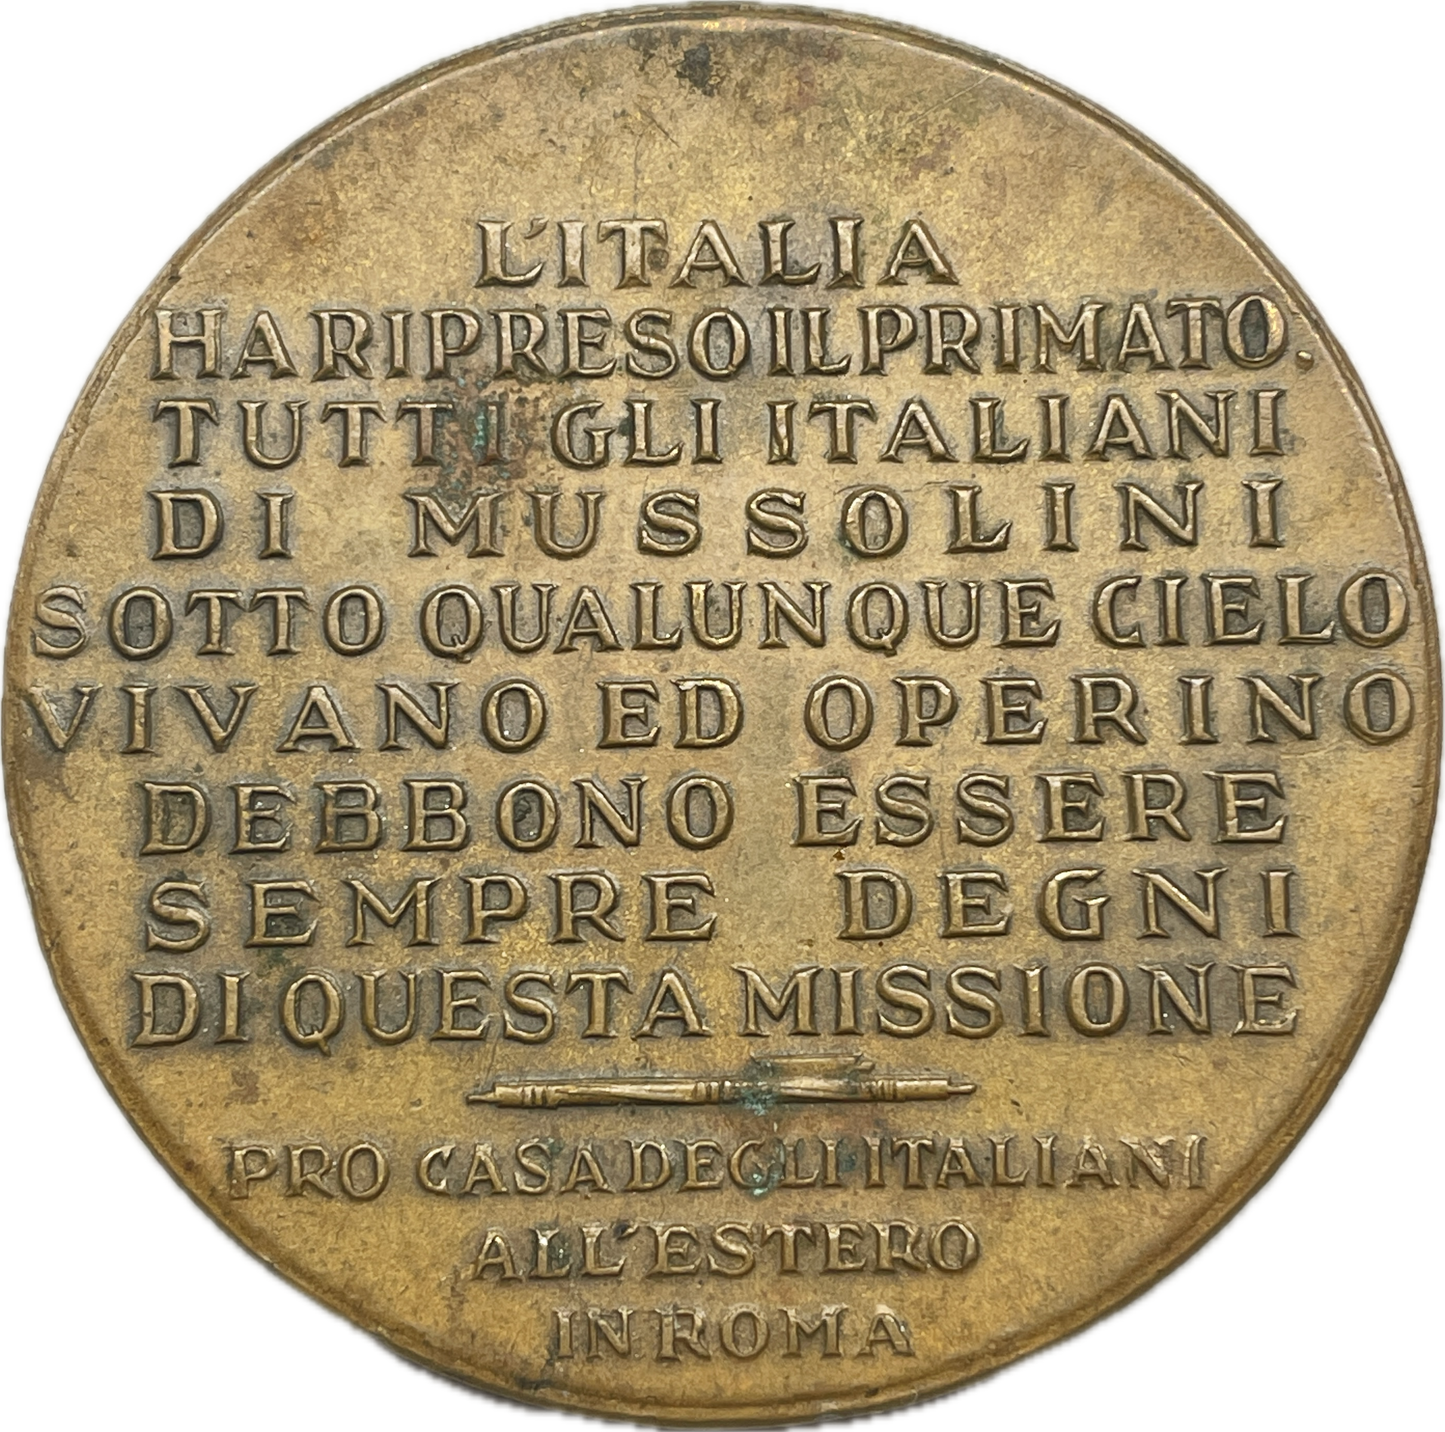 L'ITALIA
HA RIPRESO IL PRIMATO.
TUTTI GLI ITALIANI
DI MUSSOLINI
SOTTO QUALUNQUE CIELO
VIVANO ED OPERINO
DEBBONO ESSERE
SEMPRE DEGNI
DI QUESTA MISSIONE
PRO CASA DEGLI ITALIANI
ALL'ESTERO
IN ROMA